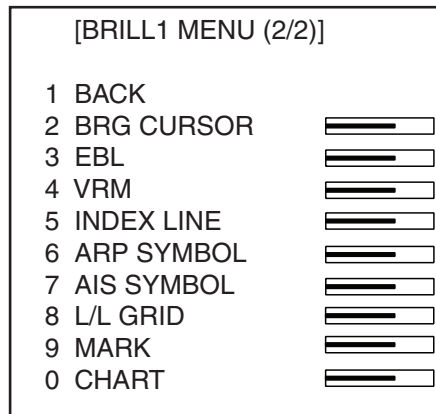 [BRILL1 MENU (2/2)]
1 BACK
2 BRG CURSOR
3 EBL
4 VRM
5 INDEX LINE
6 ARP SYMBOL
7 AIS SYMBOL
8 L/L GRID
9 MARK
0 CHART